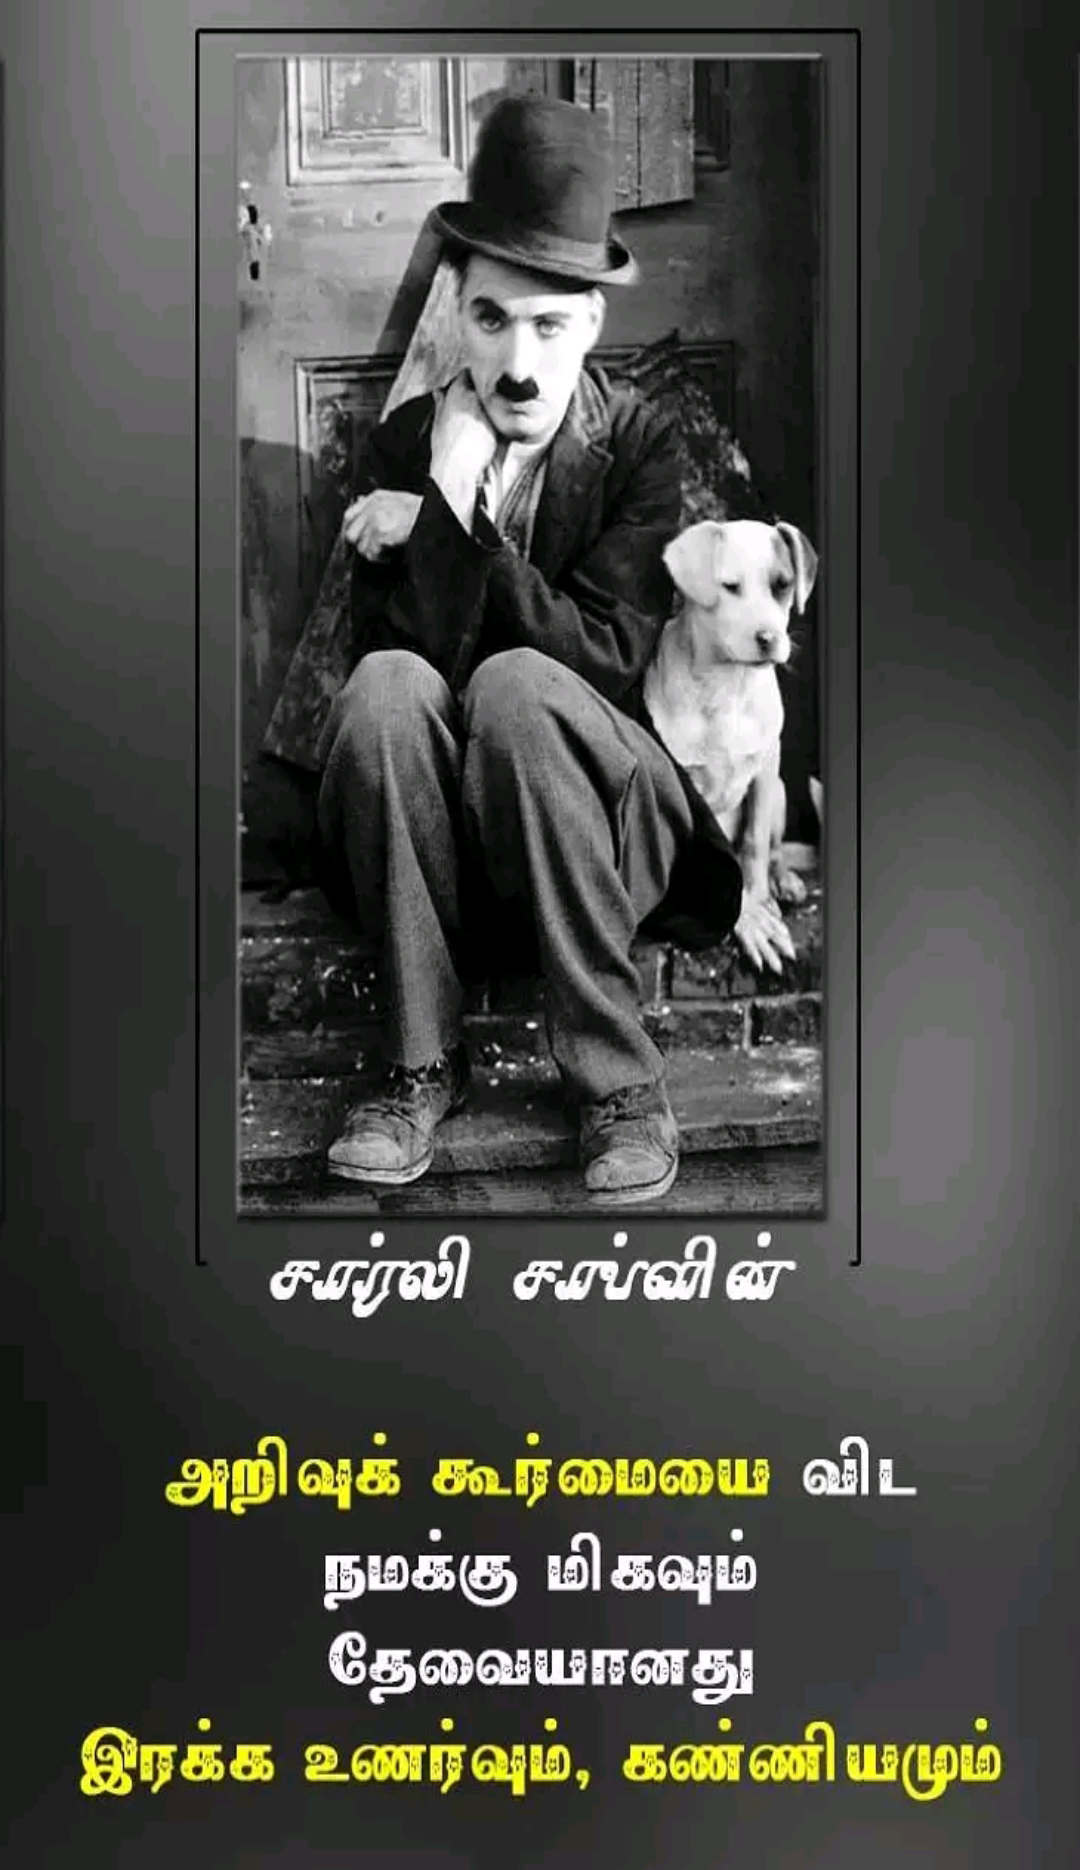 சார்லி சாப்ளின்
அறிவுக் கூர்மையை விட
நமக்கு மிகவும்
தேவையானது
இரக்க உணர்வும், கண்ணியமும்